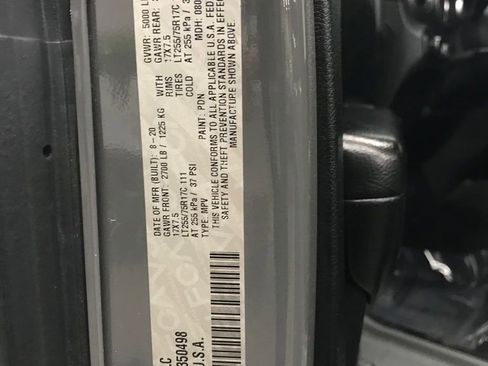 LC
DATE OF MFR (BUILT): 8-20 GVWR: 5000 L
GAWR FRONT: 2700 LB / 1225 KG WITH GAWR REAR:
17X7.5 RIMS 17X7.5
LT255/75R17C 111 TIRES LT255/75R17C
AT 255 kPa / 37 PSI COLD AT 255 kPa / 3
TYPE: MPV PAINT: PDN MDH: 080
THIS VEHICLE CONFORMS TO ALL APPLICABLE U.S.A. FED
SAFETY AND THEFT PREVENTION STANDARDS IN EFFEC
MANUFACTURE SHOWN ABOVE.
350498
U.S.A.